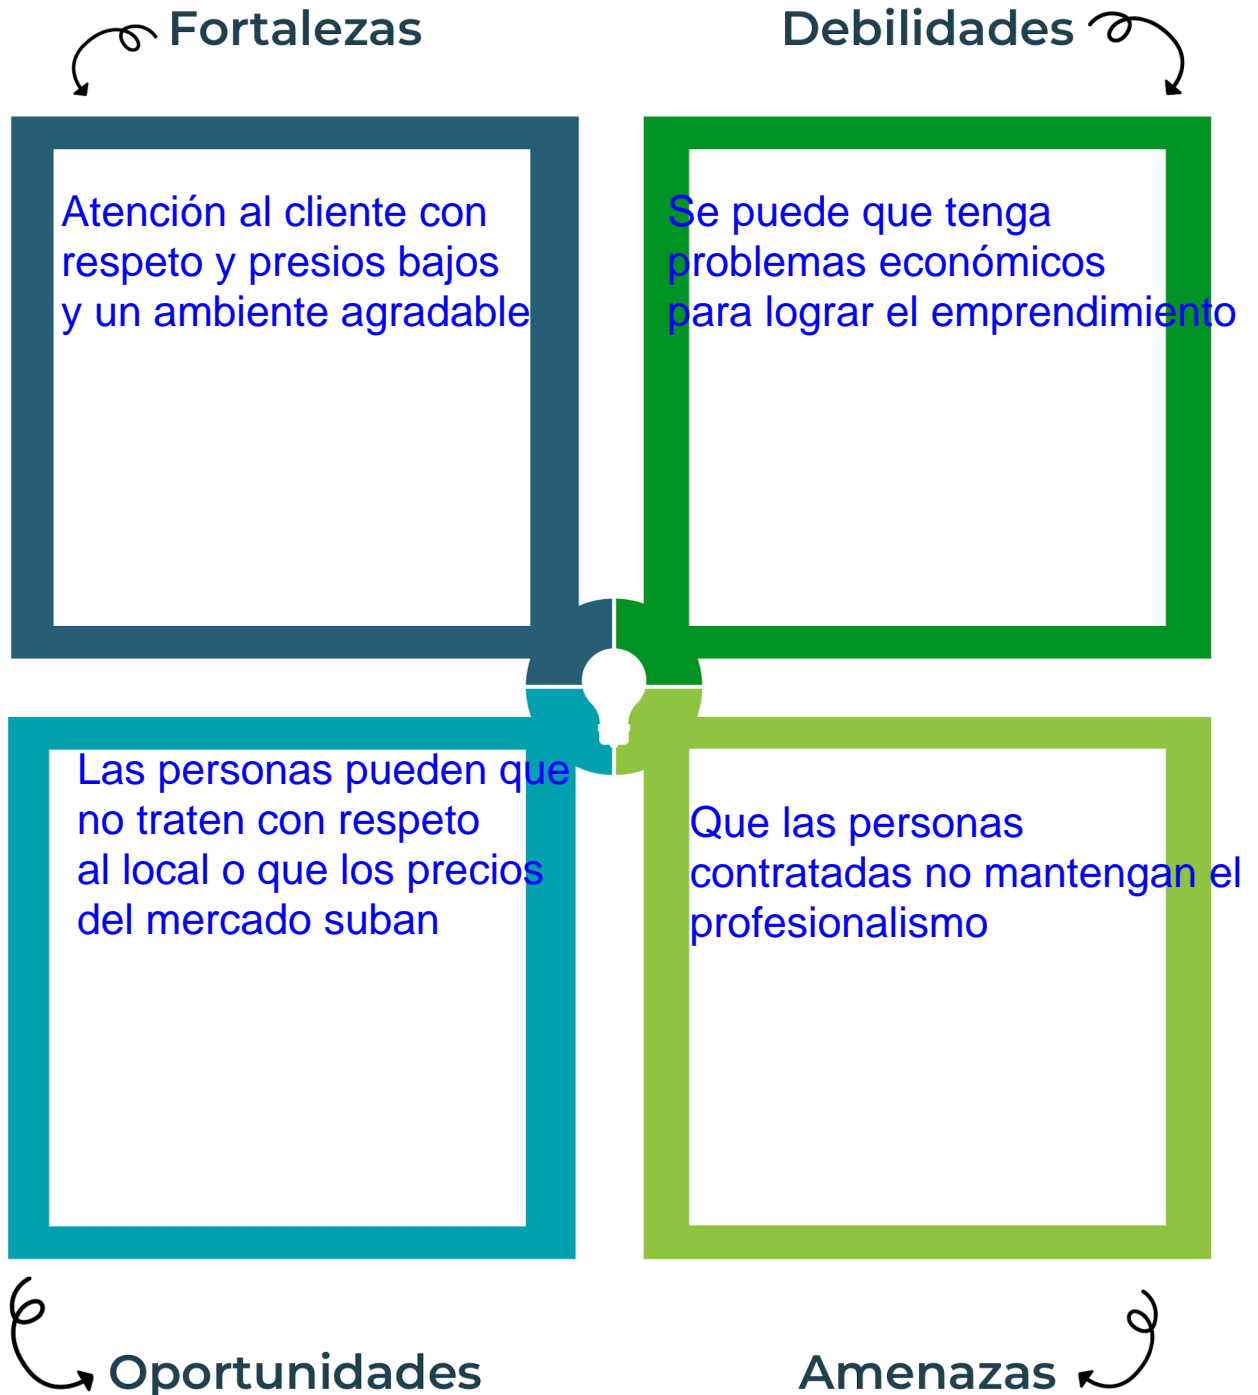 Fortalezas
Debilidades
Atención al cliente con
respeto y presios bajos
y un ambiente agradable
Se puede que tenga
problemas económicos
para lograr el emprendimiento
Las personas pueden que
no traten con respeto
al local o que los precios
del mercado suban
Que las personas
contratadas no mantengan el
profesionalismo
Oportunidades
Amenazas